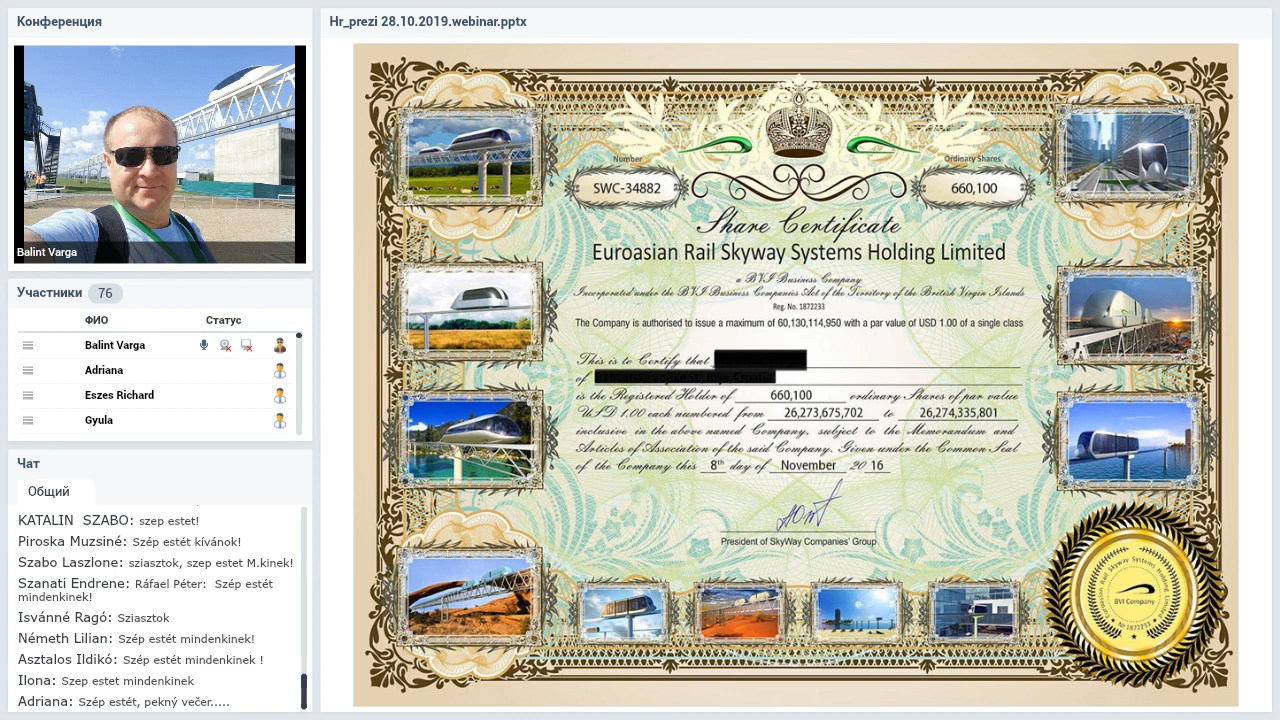 Конференция
Balint Varga
Участники 76
ФИО Статус
Balint Varga
Adriana
Eszes Richard
Gyula
Чат
Общий
KATALIN SZABO: szep estet!
Piroska Muzsiné: Szép estét kívánok!
Szabo Laszlone: sziasztok, szep estet M.kinek!
Szanati Endrene: Ráfael Péter: Szép estét
mindenkinek!
Isvánné Ragó: Sziasztok
Németh Lilian: Szép estét mindenkinek!
Asztalos Ildikó: Szép estét mindenkinek !
Ilona: Szep estet mindenkinek
Adriana: Szép estét, pekný večer.....
Hr_prezi 28.10.2019.webinar.pptx
Number
SWC-34882
Ordinary Shares
660,100
Share Certificate
Euroasian Rail Skyway Systems Holding Limited
a BVI Business Company
Incorporated under the BVI Business Companies Act of the Territory of the British Virgin Islands
Reg. No. 1872233
The Company is authorised to issue a maximum of 60,130,114,950 with a par value of USD 1.00 of a single class
This is to Certify that
of
is the Registered Holder of 660,100 ordinary Shares of par value
USD 1.00 each numbered from 26,273,675,702 to 26,274,335,801
inclusive in the above named Company, subject to the Memorandum and
Articles of Association of the said Company. Given under the Common Seal
of the Company this 8th day of November 20 16
President of SkyWay Companies' Group
Rail Skyway Systems Holding Limited
BVI Company
№ 1872233